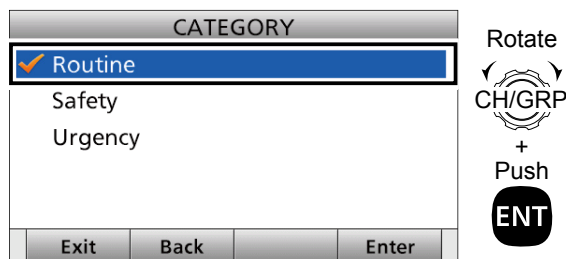 CATEGORY
Routine
Safety
Urgency
Exit Back Enter
Rotate
CH/GRP
+
Push
ENT